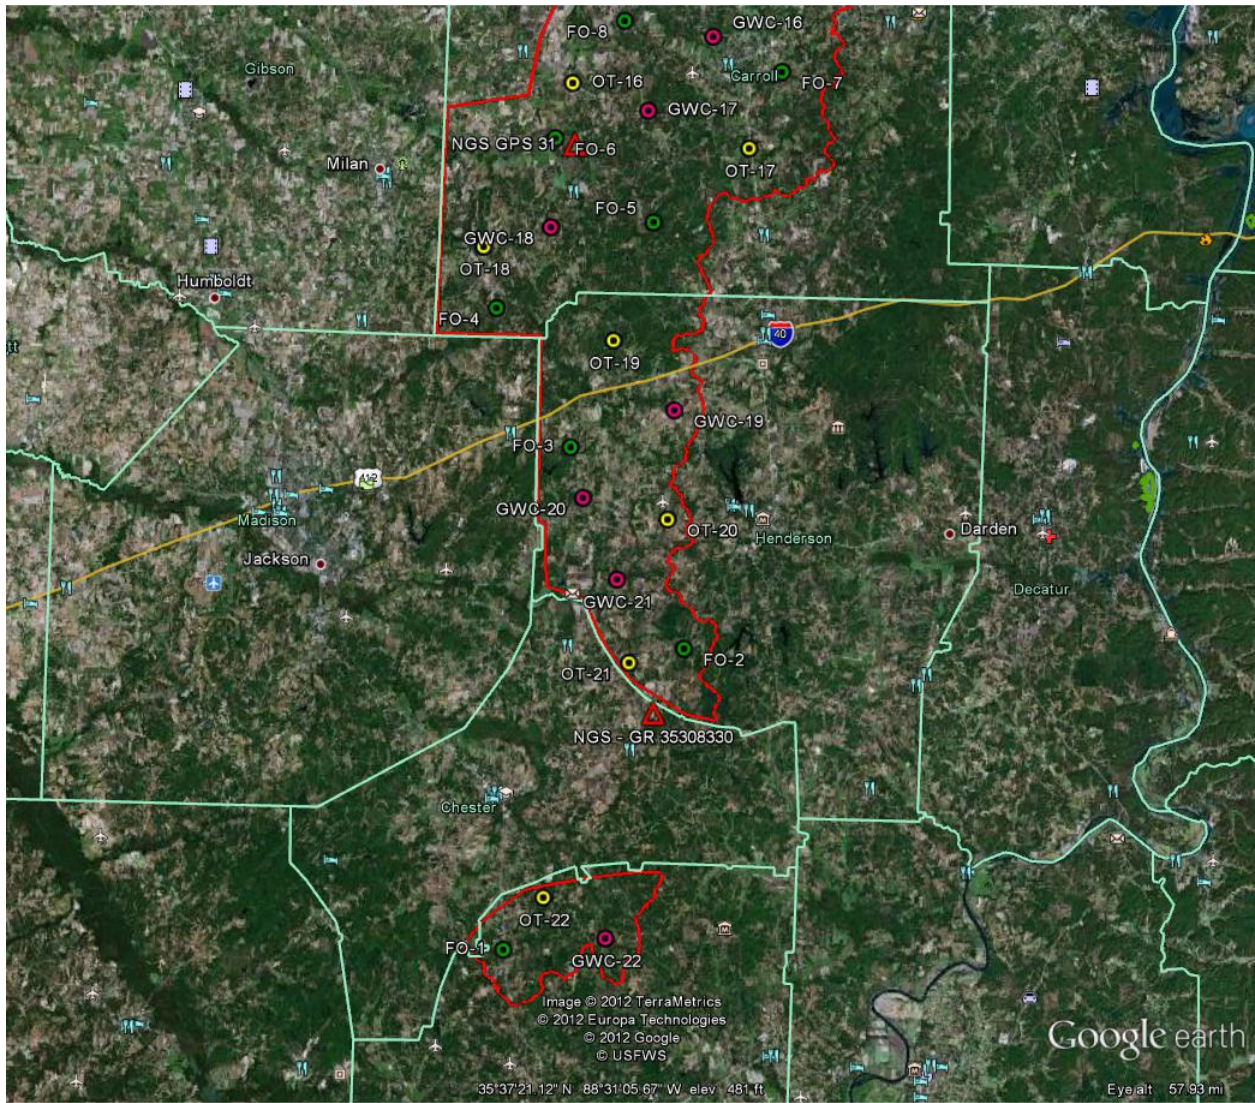 GWC-16
FO-8
Gibson
Carroll
OT-16
FO-7
GWC-17
NGS GPS 31
FO-6
Milan
OT-17
FO-5
GWC-18
OT-18
Humboldt
FO-4
40
OT-19
GWC-19
FO-3
412
GWC-20
Madison
OT-20
Henderson
Darden
Jackson
Decatur
GWC-21
FO-2
OT-21
NGS - GR 35308330
Chester
OT-22
FO-1
GWC-22
Image © 2012 TerraMetrics
© 2012 Europa Technologies
© 2012 Google
© USFWS
Google earth
35°37'21.12" N 88°31'05.67" W elev 481 ft
Eye alt 57.93 mi